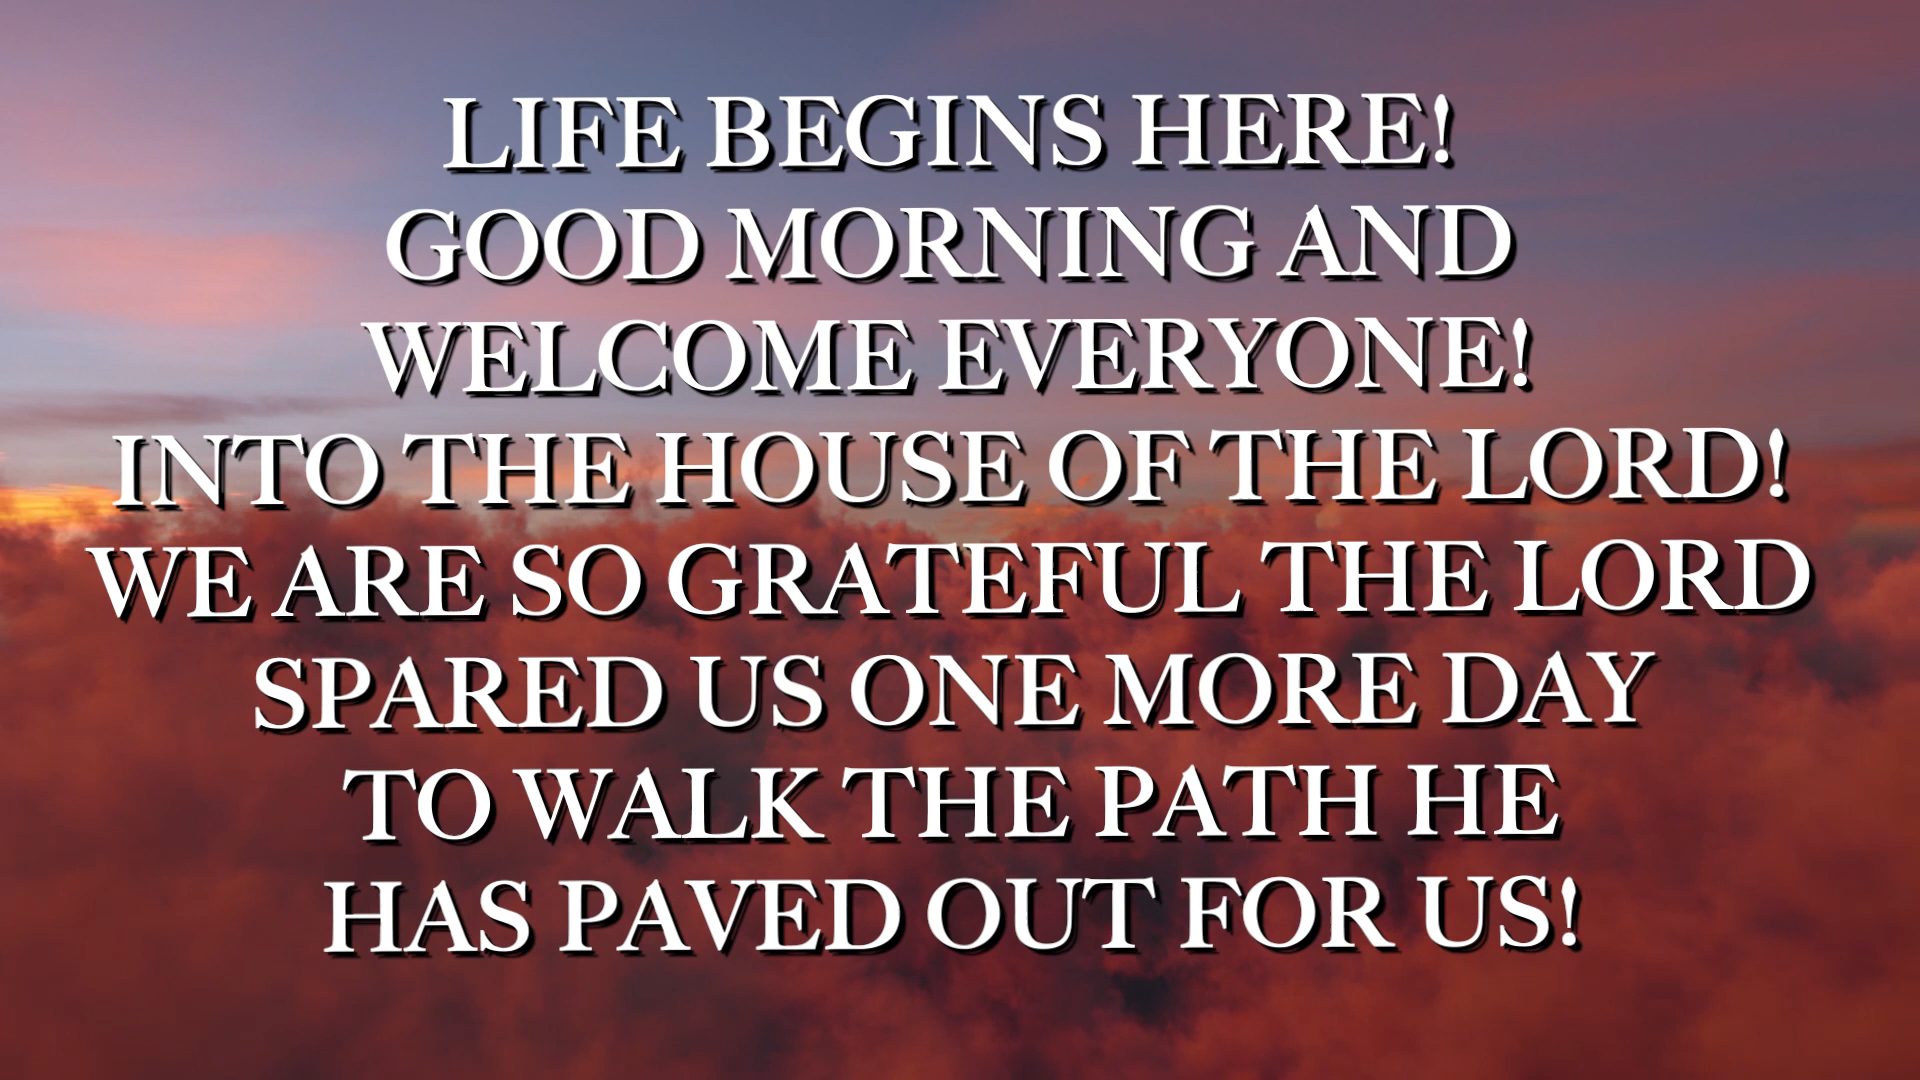 LIFE BEGINS HERE!
GOOD MORNING AND
WELCOME EVERYONE!
INTO THE HOUSE OF THE LORD!
WE ARE SO GRATEFUL THE LORD
SPARED US ONE MORE DAY
TO WALK THE PATH HE
HAS PAVED OUT FOR US!